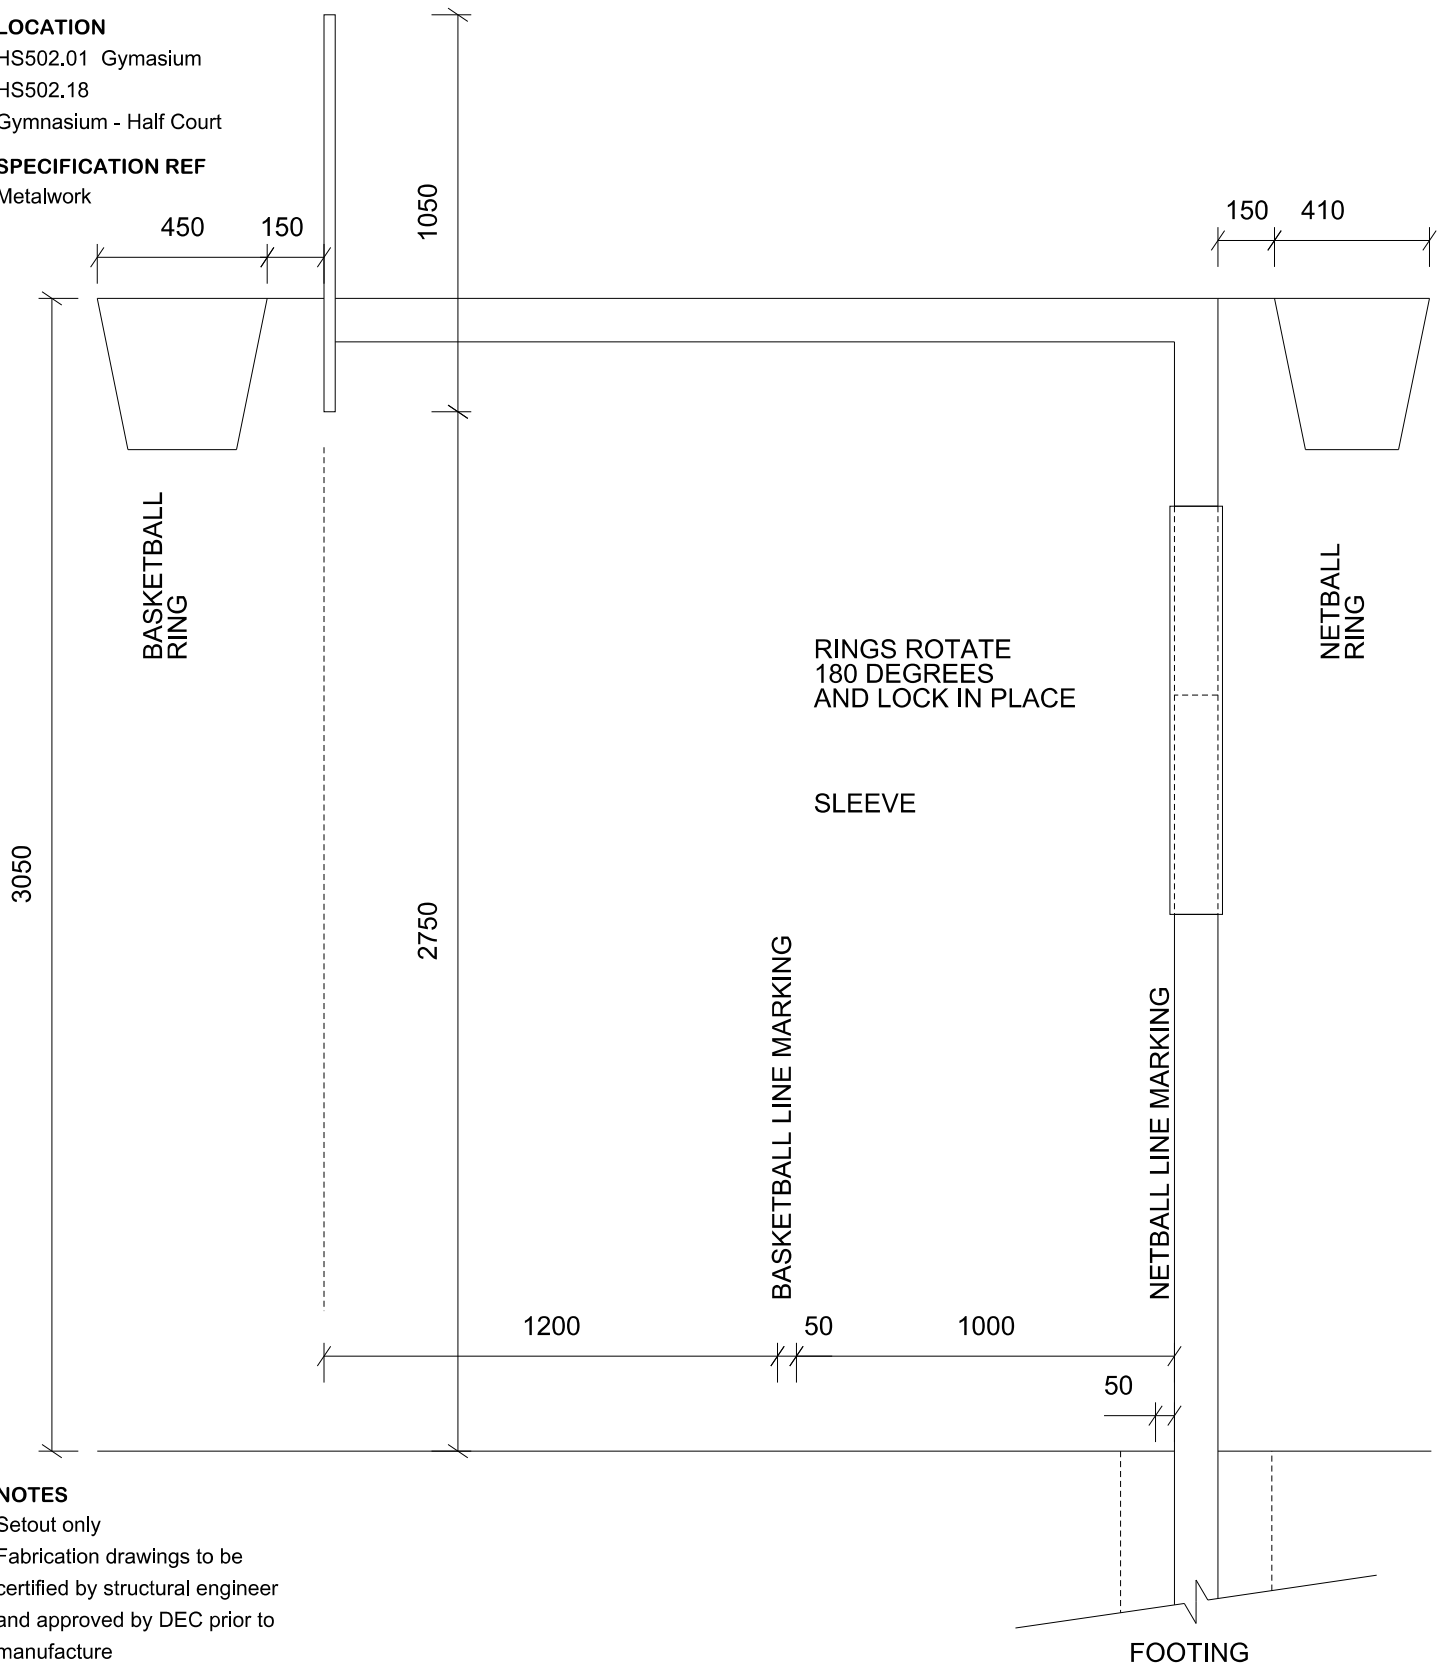 LOCATION
HS502.01 Gymasium
HS502.18
Gymnasium - Half Court
SPECIFICATION REF
Metalwork
450
150
1050
150
410
BASKETBALL
RING
NETBALL
RING
RINGS ROTATE
180 DEGREES
AND LOCK IN PLACE
SLEEVE
3050
2750
BASKETBALL LINE MARKING
NETBALL LINE MARKING
1200
50
1000
50
NOTES
Setout only
Fabrication drawings to be
certified by structural engineer
and approved by DEC prior to
manufacture
FOOTING